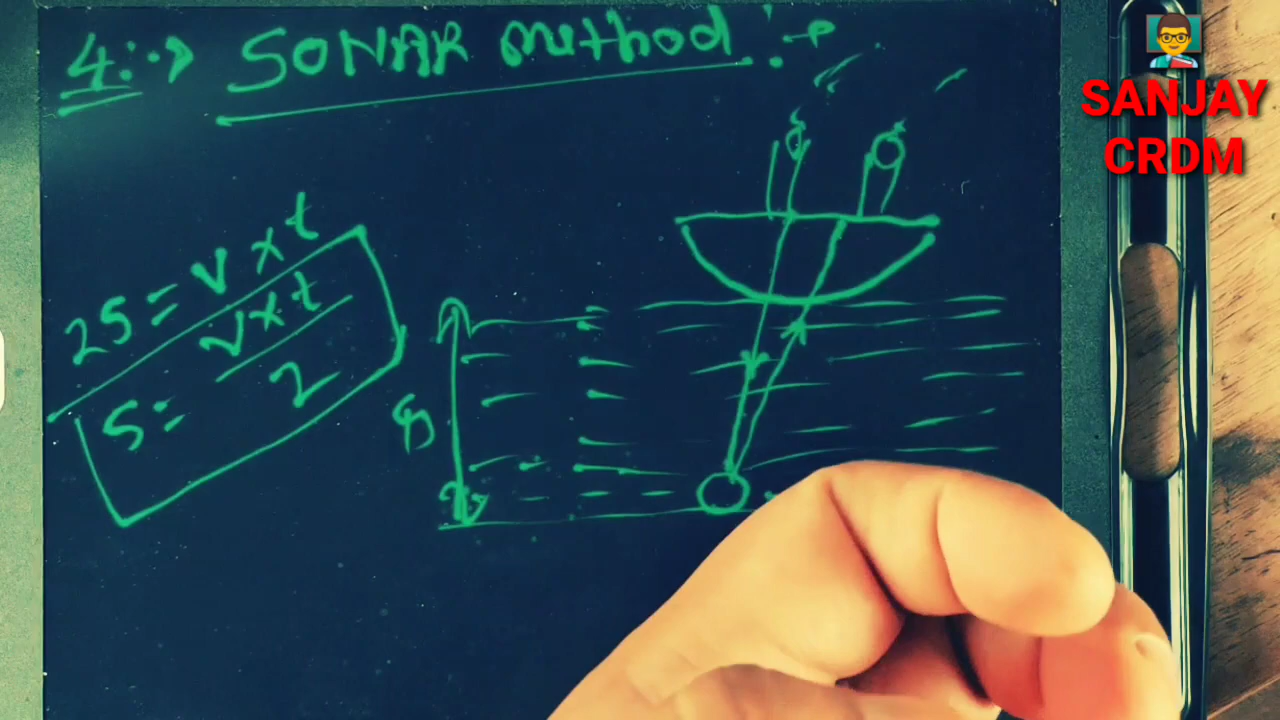 4:-> SONAR method :-
2S = V x t
S = V x t / 2
S
SANJAY
CRDM